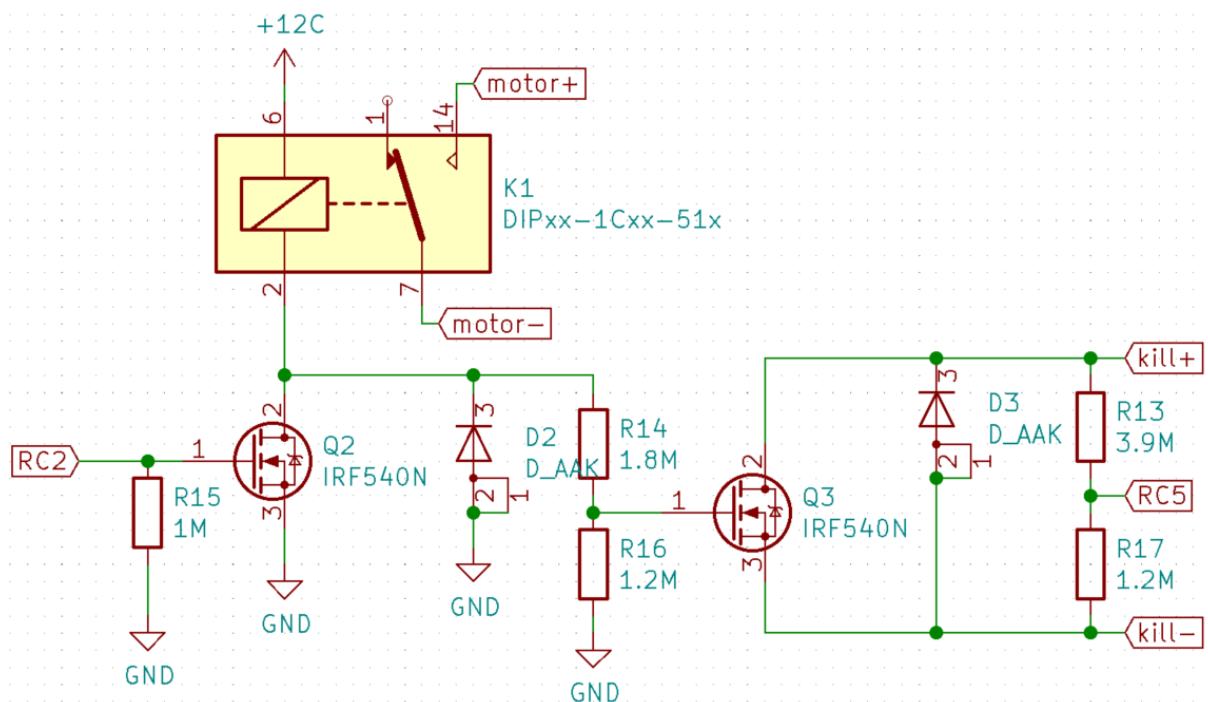 +12C
motor+
6
1
14
K1
DIPxx-1Cxx-51x
2
7
motor-
kill+
2
3
3
RC2
1
Q2
IRF540N
D2
D_AAK
R14
1.8M
D3
D_AAK
R13
3.9M
2
1
R15
1M
3
2
1
1
2
Q3
IRF540N
RC5
R16
1.2M
3
R17
1.2M
GND
GND
kill-
GND
GND